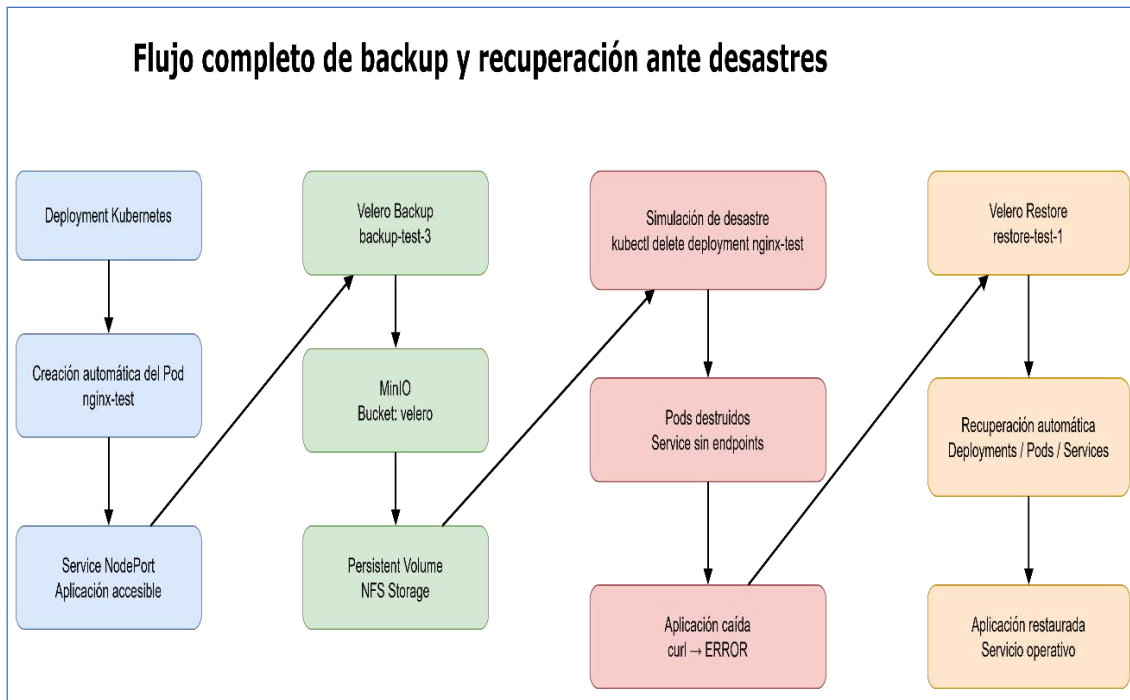 Flujo completo de backup y recuperación ante desastres
Deployment Kubernetes
Creación automática del Pod
nginx-test
Service NodePort
Aplicación accesible
Velero Backup
backup-test-3
MinIO
Bucket: velero
Persistent Volume
NFS Storage
Simulación de desastre
kubectl delete deployment nginx-test
Pods destruidos
Service sin endpoints
Aplicación caída
curl → ERROR
Velero Restore
restore-test-1
Recuperación automática
Deployments / Pods / Services
Aplicación restaurada
Servicio operativo